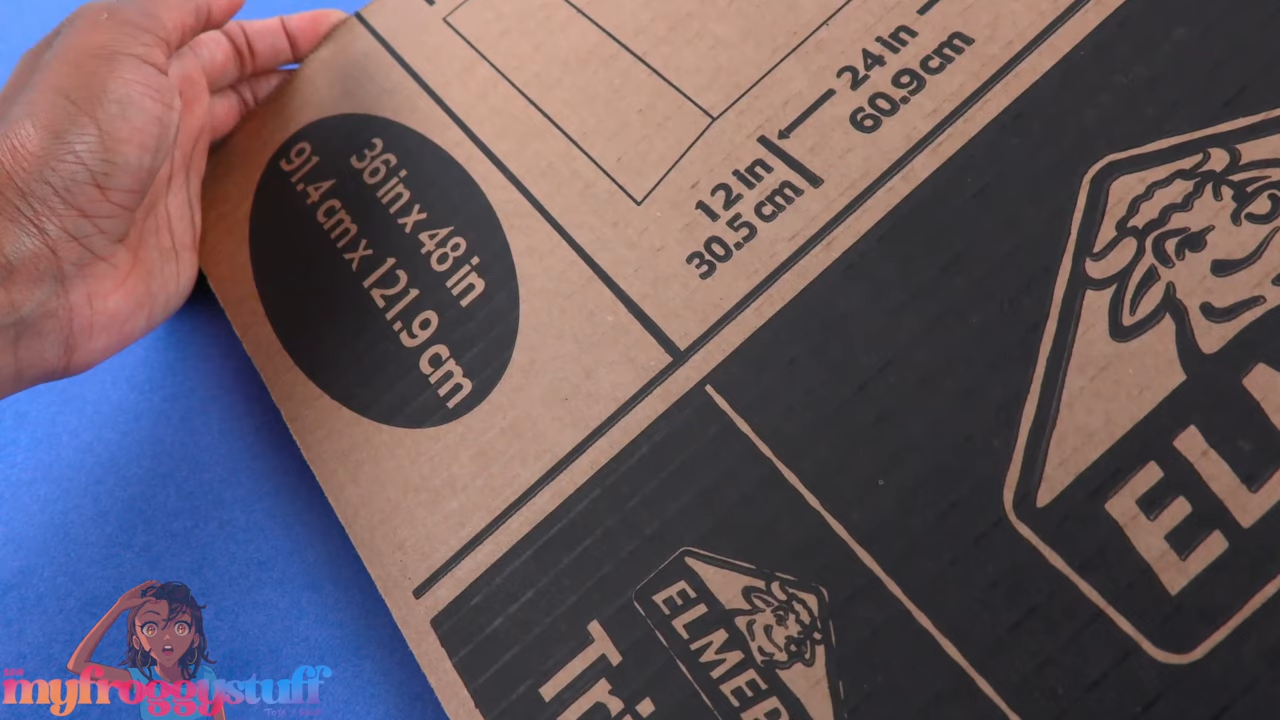 36 in x 48 in
91.4 cm x 121.9 cm
24 in
60.9 cm
12 in
30.5 cm
ELMER
Tri
myfroggystuff